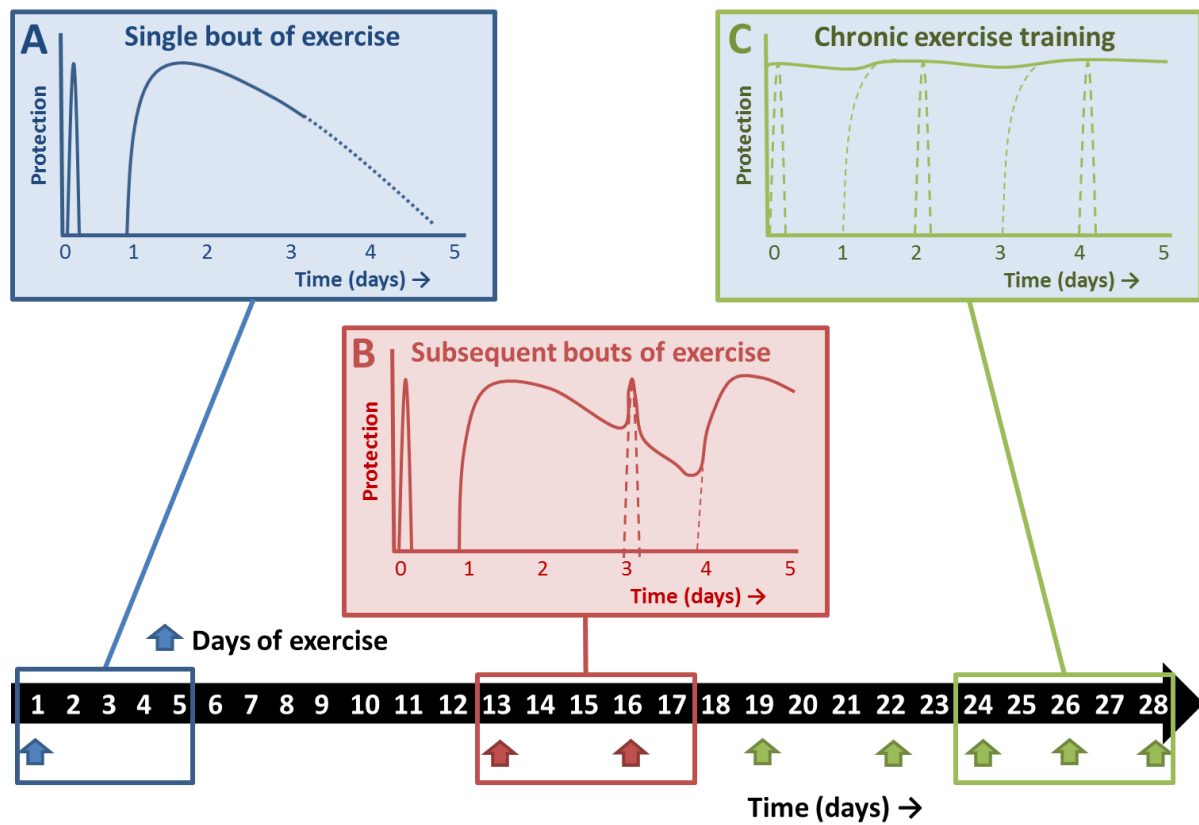 A
Single bout of exercise
Protection
0 1 2 3 4 5
Time (days) →
C
Chronic exercise training
Protection
0 1 2 3 4 5
Time (days) →
B
Subsequent bouts of exercise
Protection
0 1 2 3 4 5
Time (days) →
Days of exercise
1 2 3 4 5 6 7 8 9 10 11 12 13 14 15 16 17 18 19 20 21 22 23 24 25 26 27 28
Time (days) →